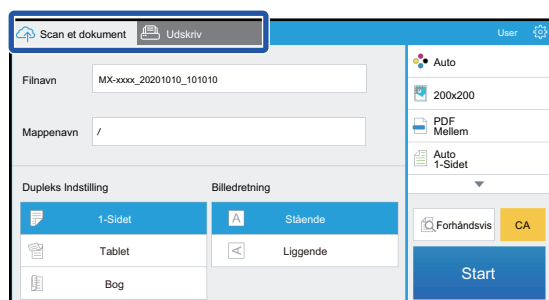 Scan et dokument
Udskriv
User
Filnavn
MX-xxxx_20201010_101010
Mappenavn
/
Dupleks Indstilling
1-Sidet
Tablet
Bog
Billedretning
A
Stående
A
Liggende
Auto
200x200
PDF
Mellem
Auto
1-Sidet
Forhåndsvis
CA
Start